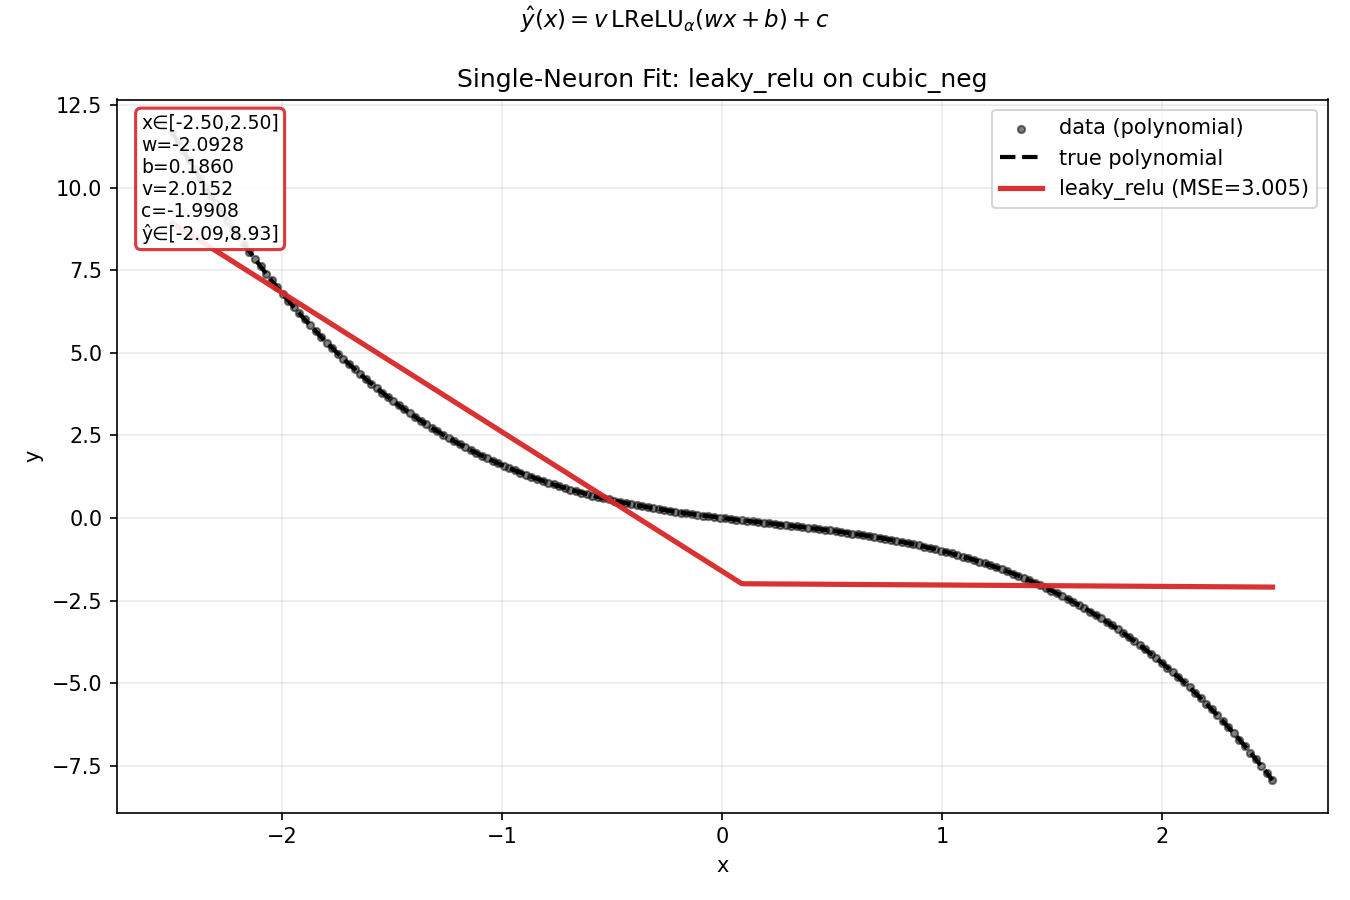 ŷ(x) = v LReLU_α(wx + b) + c
Single-Neuron Fit: leaky_relu on cubic_neg
12.5
10.0
7.5
5.0
2.5
0.0
−2.5
−5.0
−7.5
y
x∈[-2.50,2.50]
w=-2.0928
b=0.1860
v=2.0152
c=-1.9908
ŷ∈[-2.09,8.93]
data (polynomial)
true polynomial
leaky_relu (MSE=3.005)
−2
−1
0
1
2
x